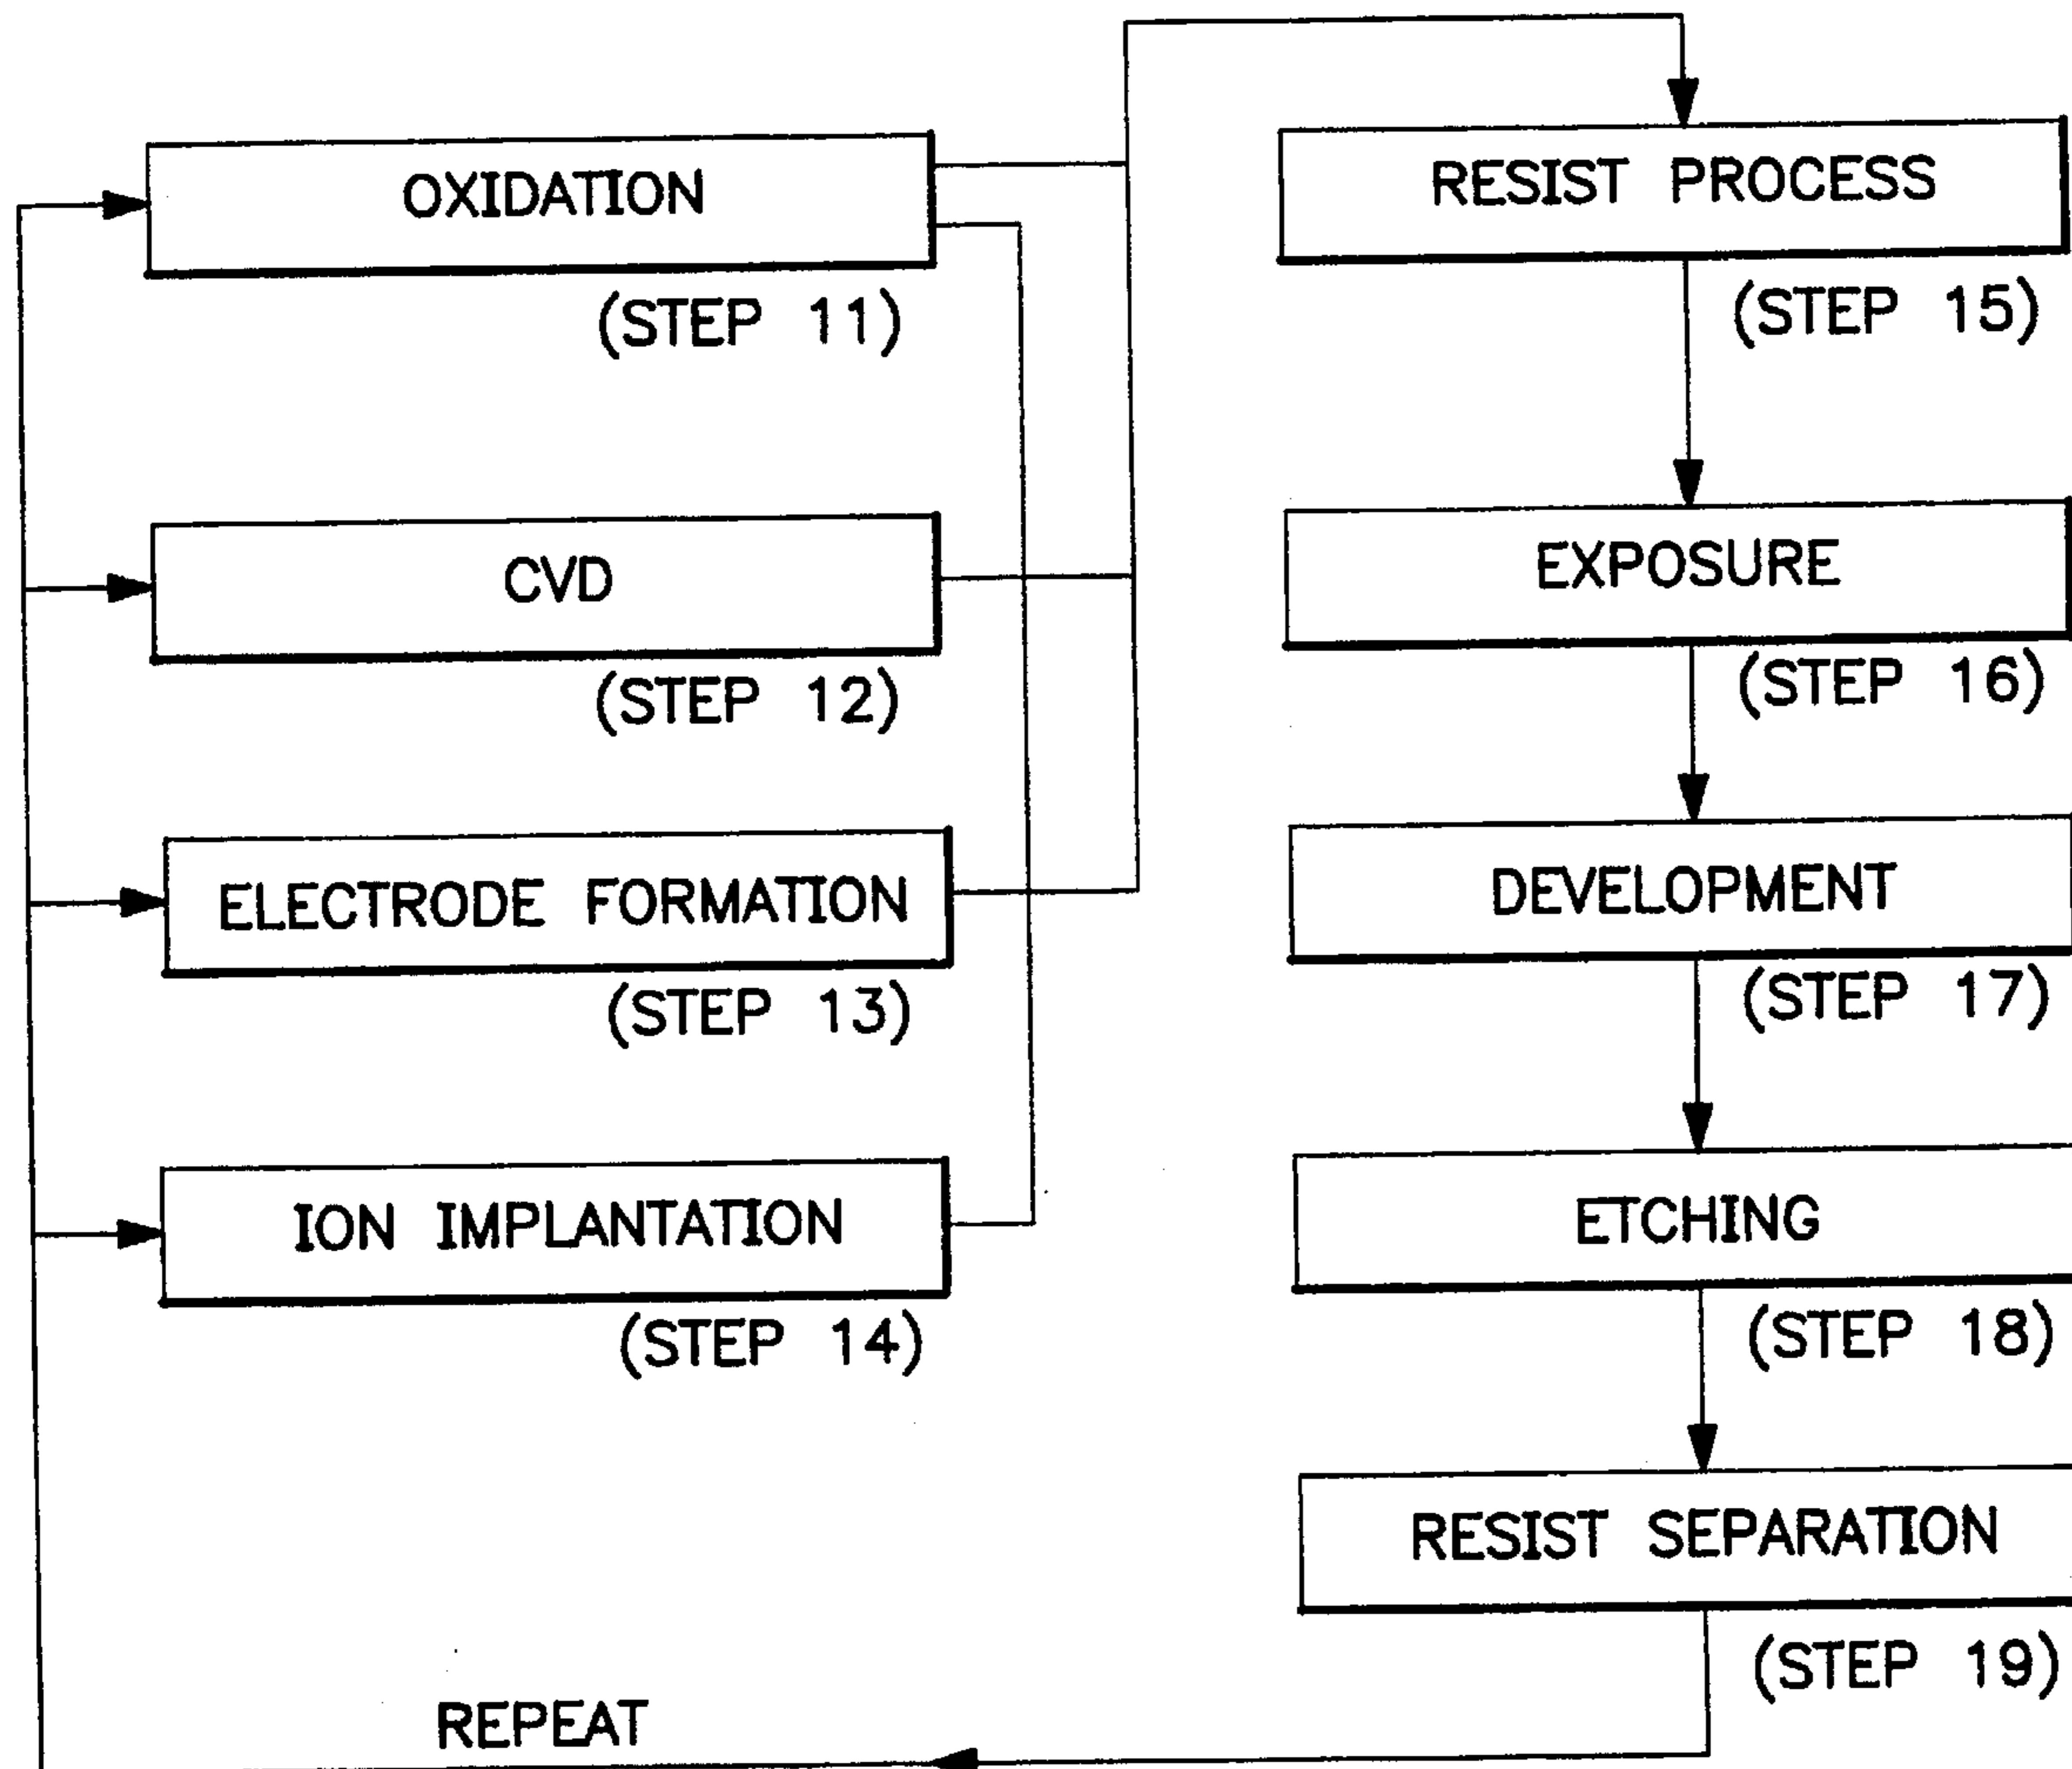 OXIDATION
(STEP 11)
CVD
(STEP 12)
ELECTRODE FORMATION
(STEP 13)
ION IMPLANTATION
(STEP 14)
RESIST PROCESS
(STEP 15)
EXPOSURE
(STEP 16)
DEVELOPMENT
(STEP 17)
ETCHING
(STEP 18)
RESIST SEPARATION
(STEP 19)
REPEAT